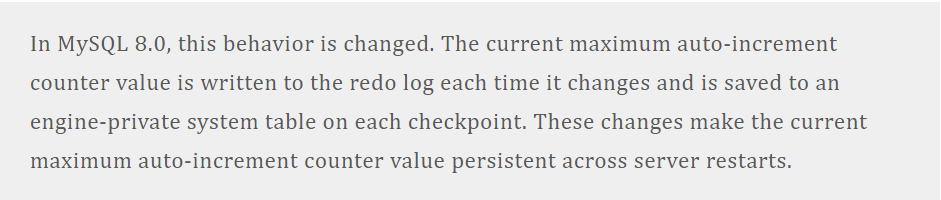 In MySQL 8.0, this behavior is changed. The current maximum auto-increment
counter value is written to the redo log each time it changes and is saved to an
engine-private system table on each checkpoint. These changes make the current
maximum auto-increment counter value persistent across server restarts.